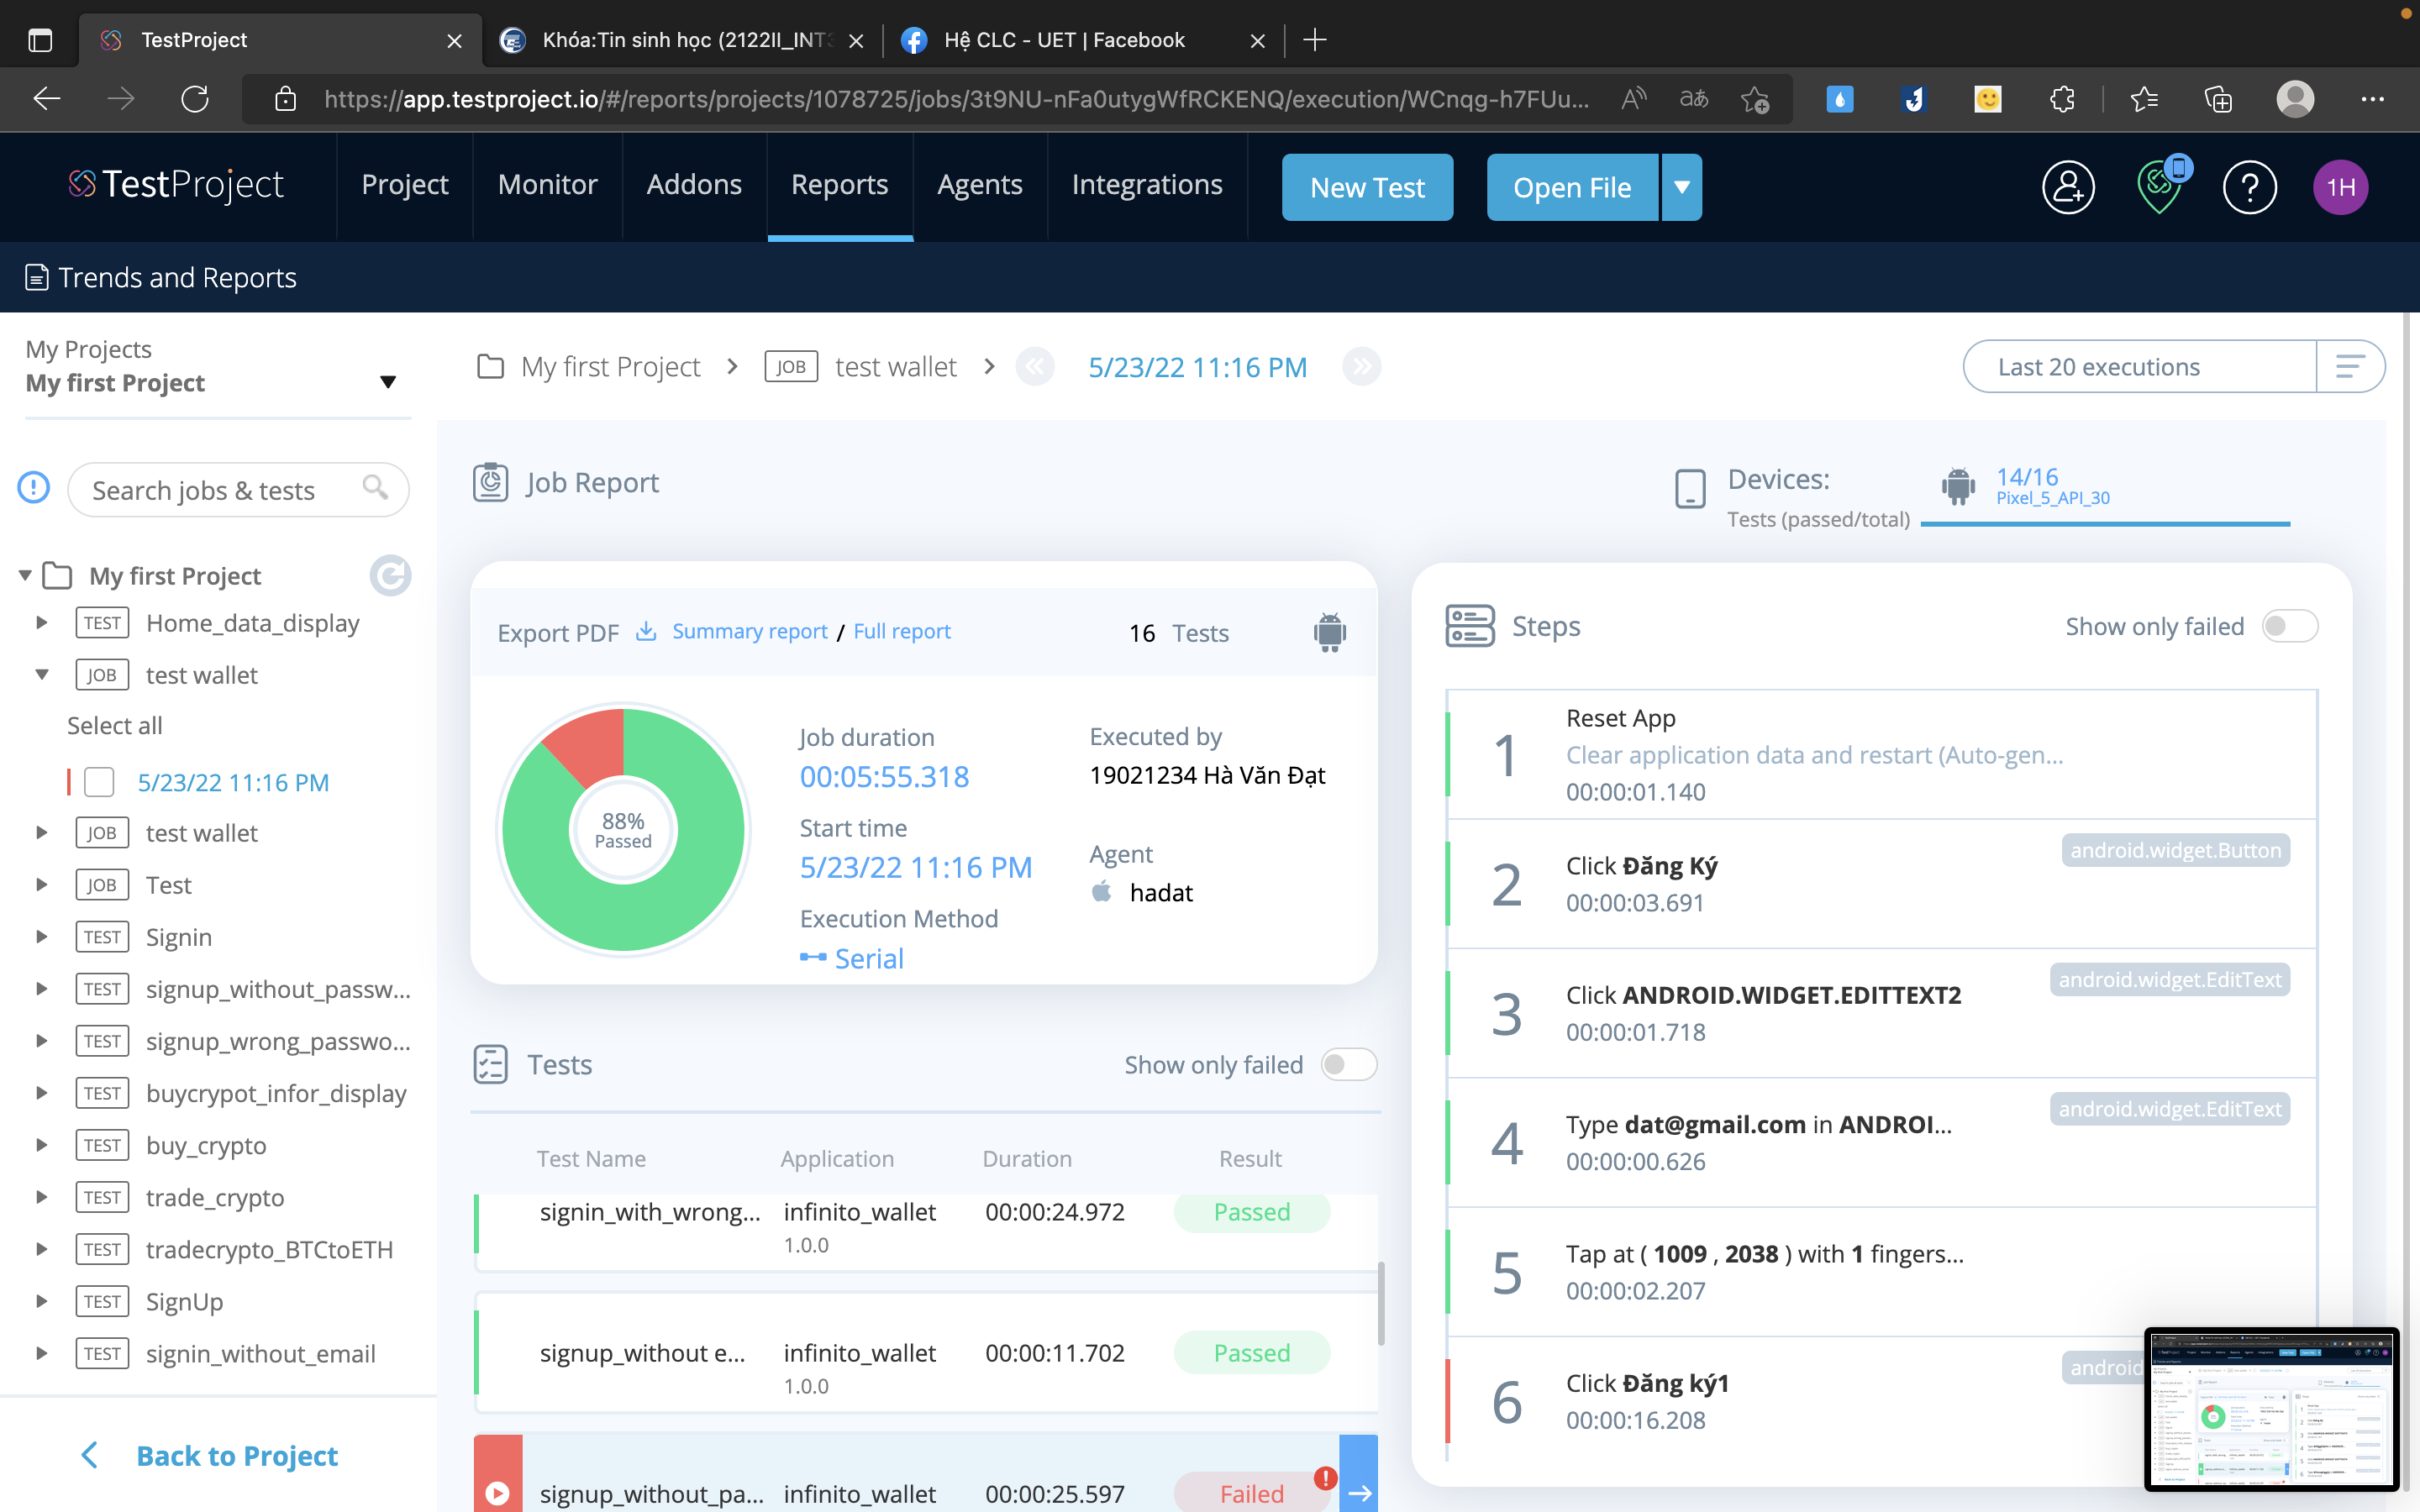 TestProject
Khóa:Tin sinh học (2122II_INT3
Hệ CLC - UET | Facebook
https://app.testproject.io/#/reports/projects/1078725/jobs/3t9NU-nFa0utygWfRCKENQ/execution/WCnqg-h7FUu...
TestProject
Project
Monitor
Addons
Reports
Agents
Integrations
New Test
Open File
1H
Trends and Reports
My Projects
My first Project
Search jobs & tests
My first Project
TEST Home_data_display
JOB test wallet
Select all
5/23/22 11:16 PM
JOB test wallet
JOB Test
TEST Signin
TEST signup_without_passw...
TEST signup_wrong_passwo...
TEST buycrypot_infor_display
TEST buy_crypto
TEST trade_crypto
TEST tradecrypto_BTCtoETH
TEST SignUp
TEST signin_without_email
Back to Project
My first Project > JOB test wallet > 5/23/22 11:16 PM
Last 20 executions
Job Report
Devices:
Tests (passed/total)
14/16
Pixel_5_API_30
Export PDF Summary report / Full report
16 Tests
88%
Passed
Job duration
00:05:55.318
Start time
5/23/22 11:16 PM
Execution Method
Serial
Executed by
19021234 Hà Văn Đạt
Agent
hadat
Tests
Show only failed
Test Name Application Duration Result
signin_with_wrong... infinito_wallet 00:00:24.972 Passed
1.0.0
signup_without e... infinito_wallet 00:00:11.702 Passed
1.0.0
signup_without_pa... infinito_wallet 00:00:25.597 Failed
Steps
Show only failed
1
Reset App
Clear application data and restart (Auto-gen...
00:00:01.140
2
Click Đăng Ký
android.widget.Button
00:00:03.691
3
Click ANDROID.WIDGET.EDITTEXT2
android.widget.EditText
00:00:01.718
4
Type dat@gmail.com in ANDROI...
android.widget.EditText
00:00:00.626
5
Tap at ( 1009 , 2038 ) with 1 fingers...
00:00:02.207
6
Click Đăng ký1
android
00:00:16.208